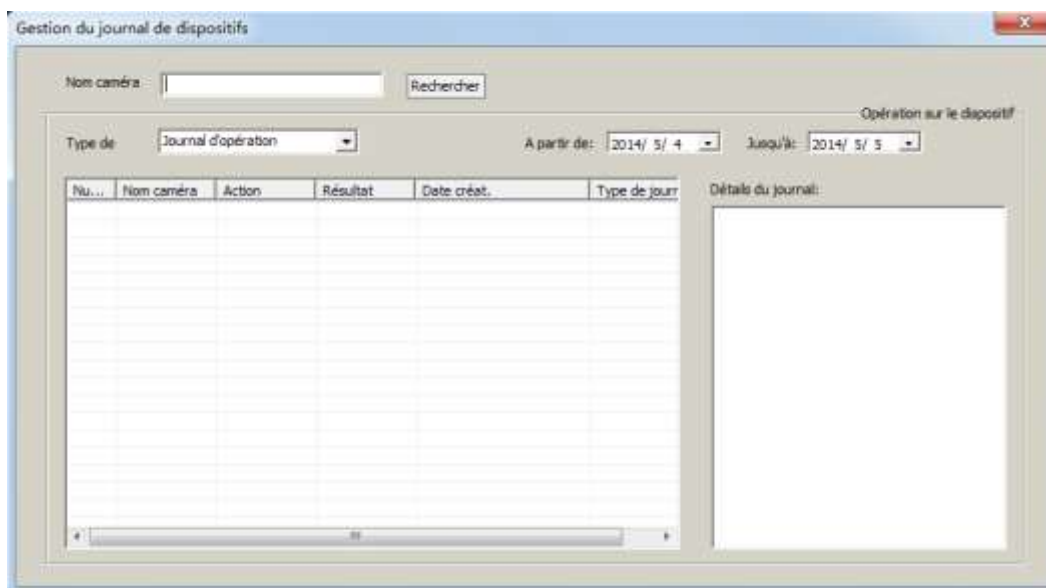 Gestion du journal de dispositifs
Nom caméra
Rechercher
Opération sur le dispositif
Type de
Journal d'opération
A partir de: 2014/ 5/ 4
Jusqu'à: 2014/ 5/ 5
Nu... Nom caméra Action Résultat Date créat. Type de jourr
Détails du journal: